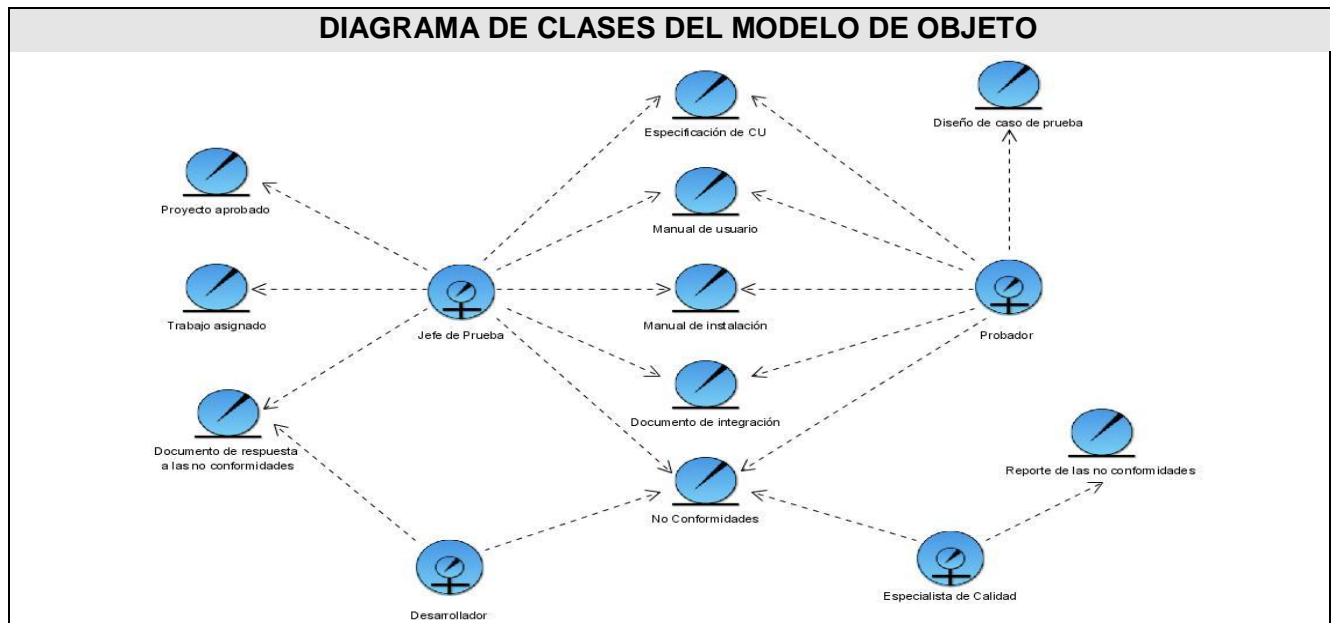 DIAGRAMA DE CLASES DEL MODELO DE OBJETO
Especificación de CU
Diseño de caso de prueba
Proyecto aprobado
Manual de usuario
Trabajo asignado
Jefe de Prueba
Manual de instalación
Probador
Documento de respuesta
a las no conformidades
Documento de integración
Reporte de las no conformidades
No Conformidades
Desarrollador
Especialista de Calidad